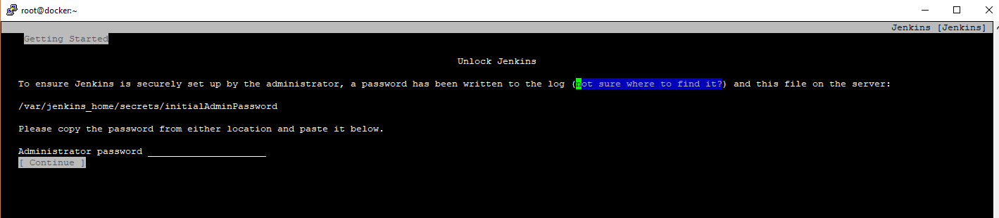 root@docker:~
Jenkins [Jenkins]
Getting Started
Unlock Jenkins
To ensure Jenkins is securely set up by the administrator, a password has been written to the log (not sure where to find it?) and this file on the server:
/var/jenkins_home/secrets/initialAdminPassword
Please copy the password from either location and paste it below.
Administrator password ____________________
[ Continue ]